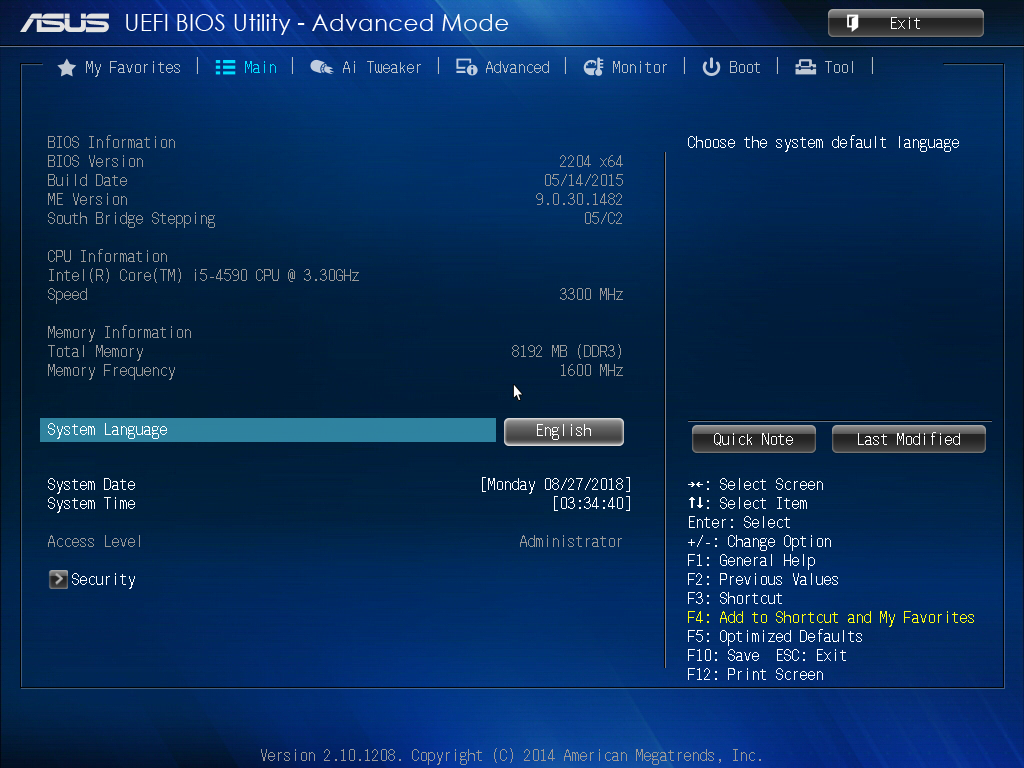 ASUS UEFI BIOS Utility - Advanced Mode Exit
My Favorites | Main | Ai Tweaker | Advanced | Monitor | Boot | Tool |
BIOS Information
BIOS Version 2204 x64
Build Date 05/14/2015
ME Version 9.0.30.1482
South Bridge Stepping 05/C2
CPU Information
Intel(R) Core(TM) i5-4590 CPU @ 3.30GHz
Speed 3300 MHz
Memory Information
Total Memory 8192 MB (DDR3)
Memory Frequency 1600 MHz
System Language English
System Date [Monday 08/27/2018]
System Time [03:34:40]
Access Level Administrator
Security
Choose the system default language
Quick Note Last Modified
→←: Select Screen
↑↓: Select Item
Enter: Select
+/-: Change Option
F1: General Help
F2: Previous Values
F3: Shortcut
F4: Add to Shortcut and My Favorites
F5: Optimized Defaults
F10: Save ESC: Exit
F12: Print Screen
Version 2.10.1208. Copyright (C) 2014 American Megatrends, Inc.